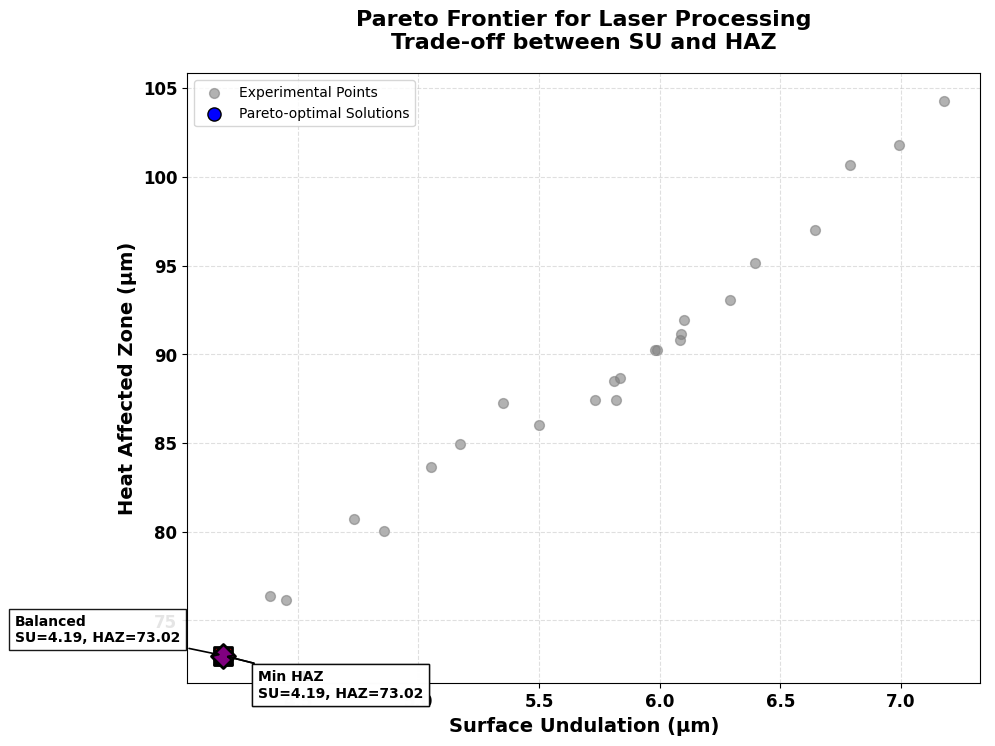 Pareto Frontier for Laser Processing
Trade-off between SU and HAZ
Experimental Points
Pareto-optimal Solutions
Heat Affected Zone (μm)
105
100
95
90
85
80
75
Balanced
SU=4.19, HAZ=73.02
Min HAZ
SU=4.19, HAZ=73.02
5.5
6.0
6.5
7.0
Surface Undulation (μm)